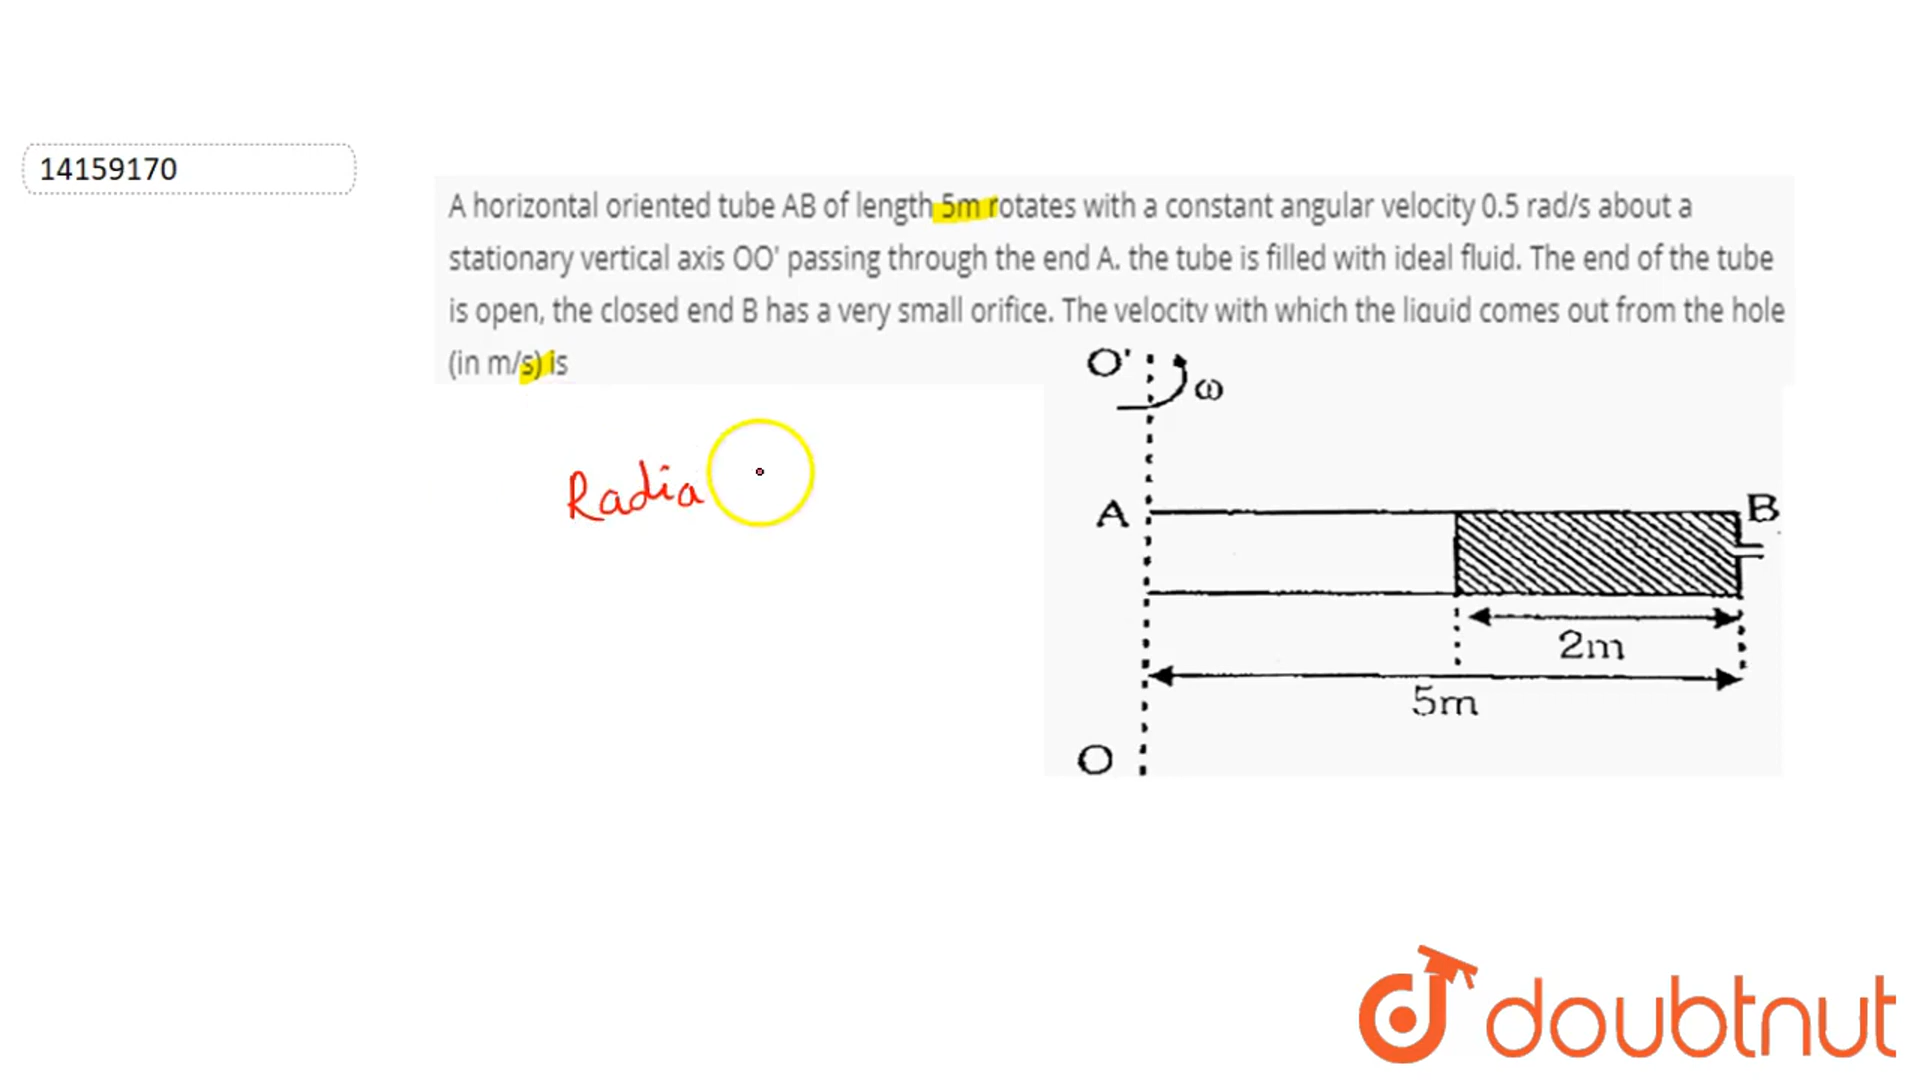 14159170
A horizontal oriented tube AB of length 5m rotates with a constant angular velocity 0.5 rad/s about a
stationary vertical axis OO' passing through the end A. the tube is filled with ideal fluid. The end of the tube
is open, the closed end B has a very small orifice. The velocity with which the liquid comes out from the hole
(in m/s) is
O'
ω
Radia
A
B
2m
5m
O
doubtnut